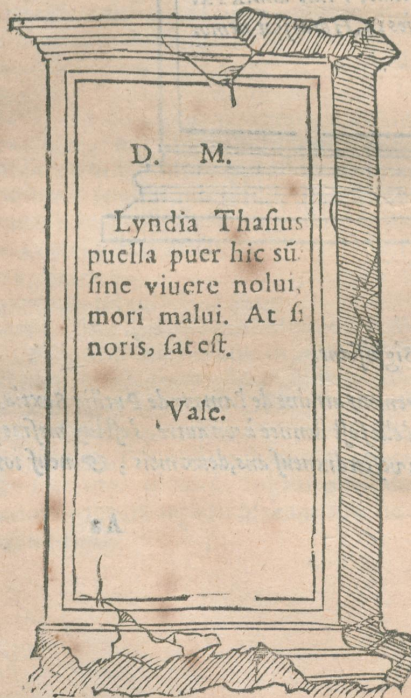 D. M.
Lyndia Thaſius
puella puer hic sū
ſine viuere nolui,
mori malui. At ſi
noris, ſat eſt.
Vale.